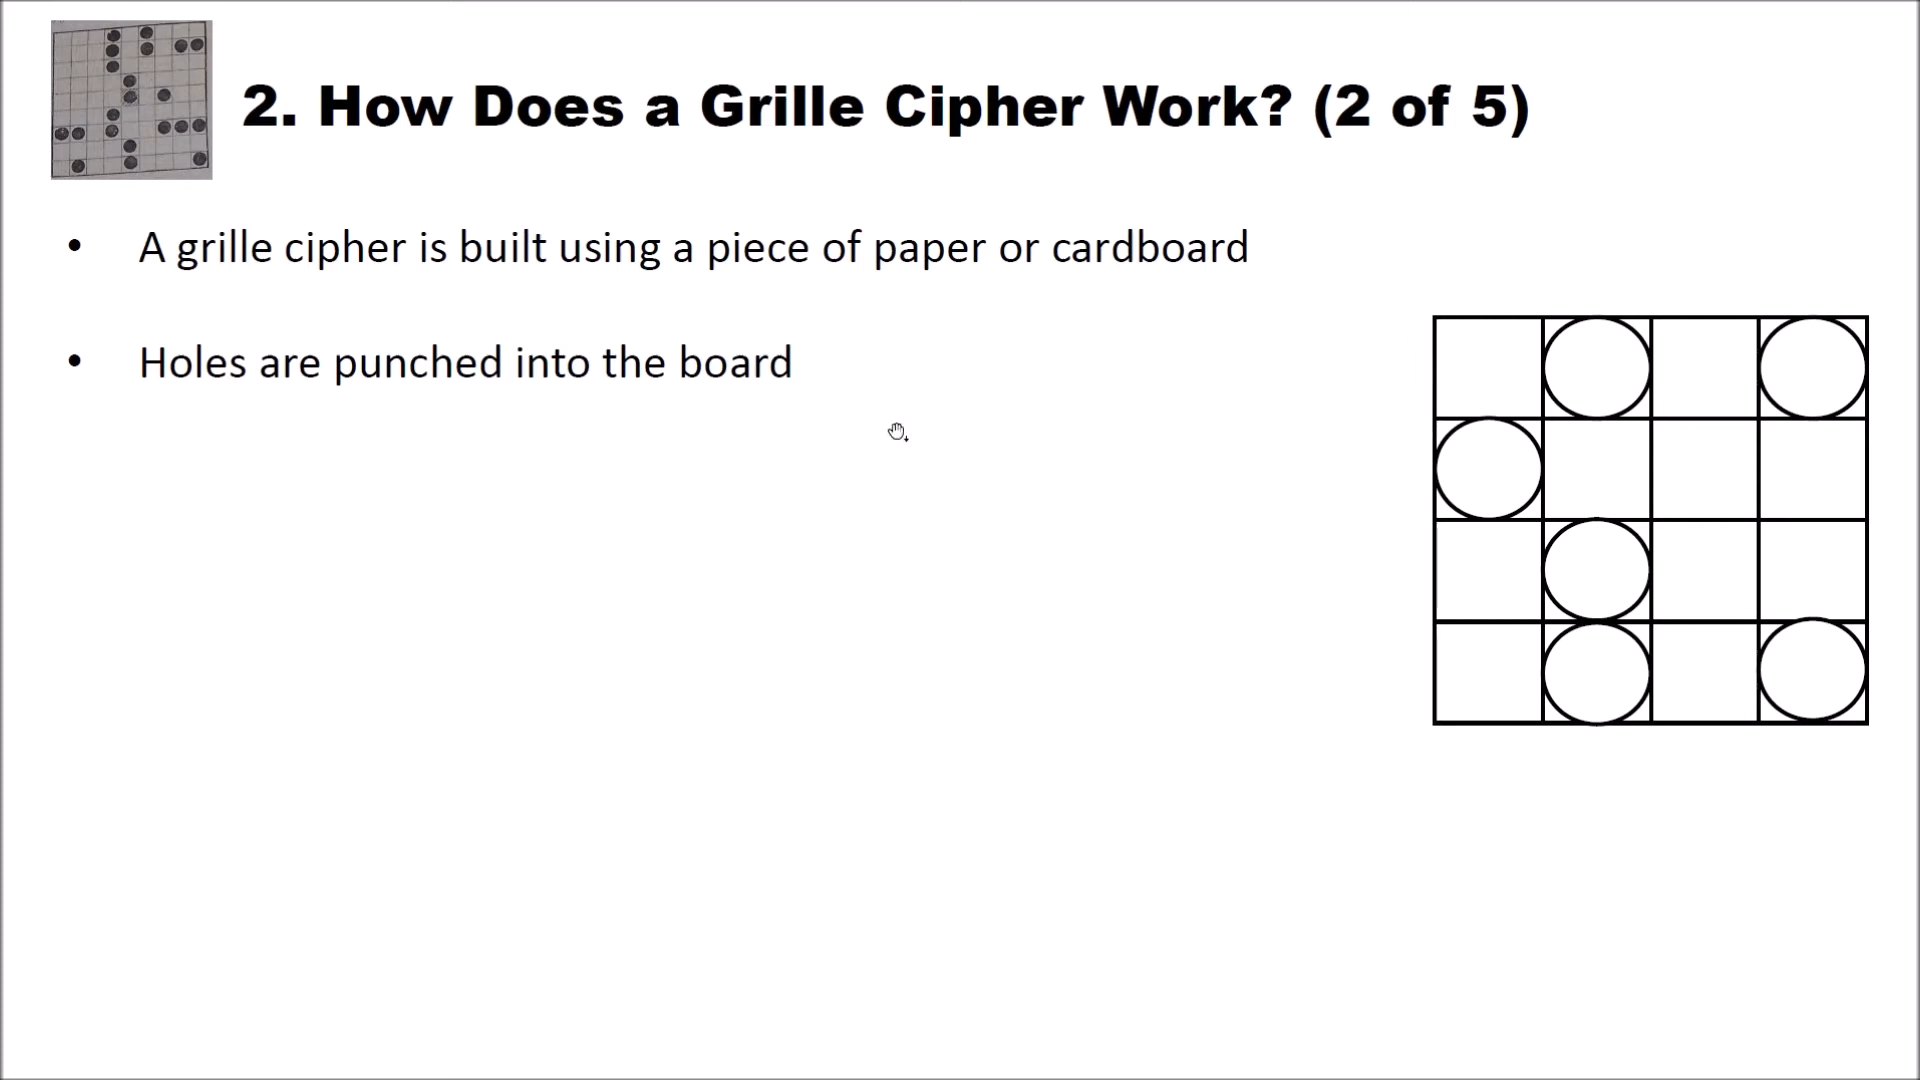 2. How Does a Grille Cipher Work? (2 of 5)
• A grille cipher is built using a piece of paper or cardboard
• Holes are punched into the board